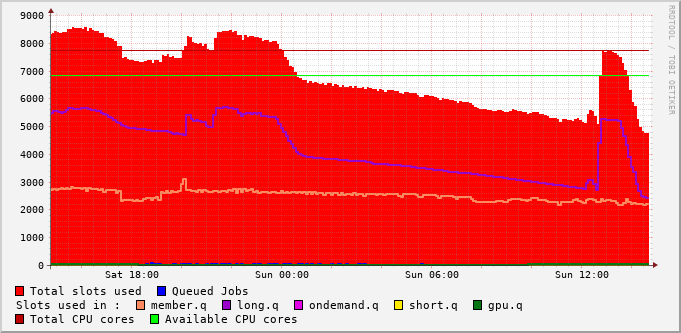 RRDTOOL / TOBI OETIKER
9000
8000
7000
6000
5000
4000
3000
2000
1000
0
Sat 18:00 Sun 00:00 Sun 06:00 Sun 12:00
Total slots used Queued Jobs
Slots used in : member.q long.q ondemand.q short.q gpu.q
Total CPU cores Available CPU cores